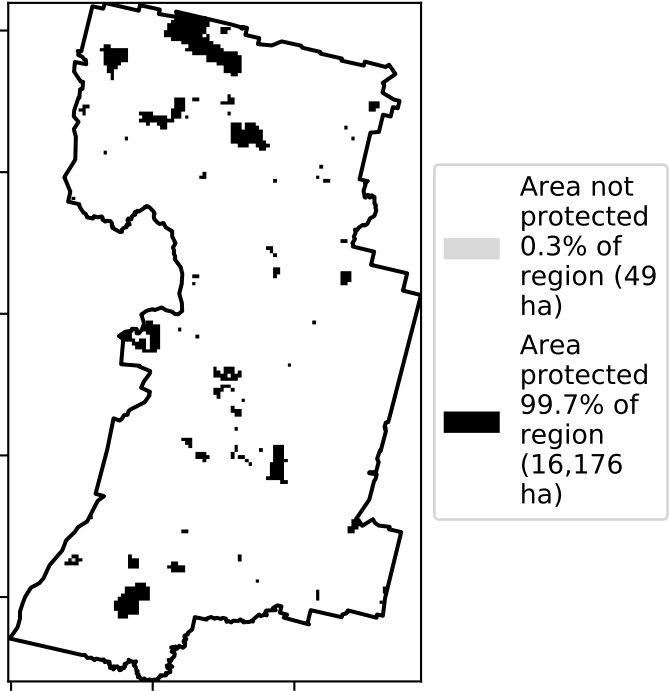 Area not
protected
0.3% of
region (49
ha)
Area
protected
99.7% of
region
(16,176
ha)